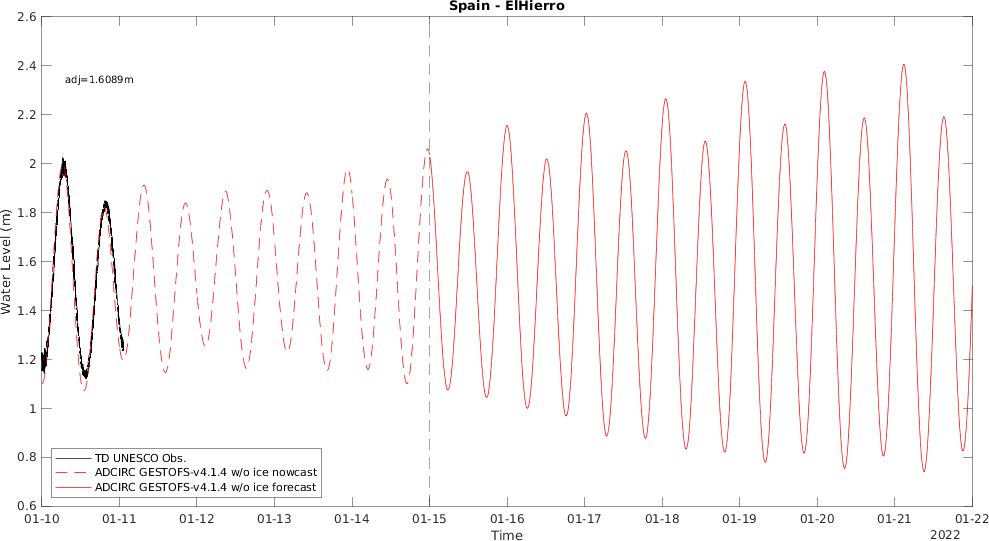 Spain - ElHierro
2.6
2.4
2.2
2
1.8
1.6
1.4
1.2
1
0.8
0.6
Water Level (m)
adj=1.6089m
TD UNESCO Obs.
ADCIRC GESTOFS-v4.1.4 w/o ice nowcast
ADCIRC GESTOFS-v4.1.4 w/o ice forecast
01-10 01-11 01-12 01-13 01-14 01-15 01-16 01-17 01-18 01-19 01-20 01-21 01-22
Time
2022